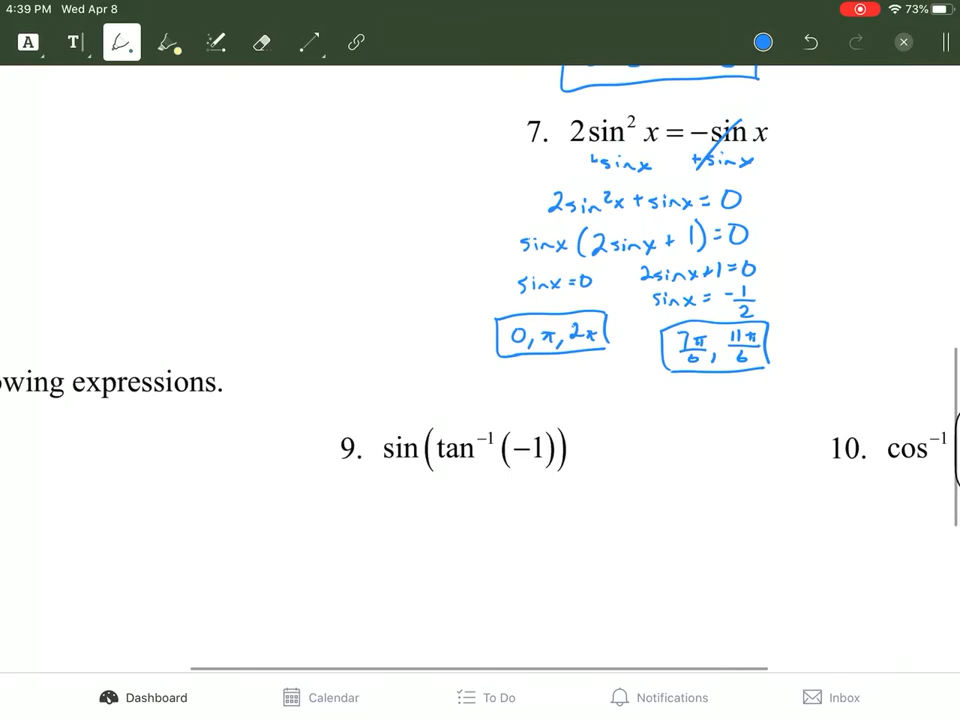 4:39 PM Wed Apr 8 73%
A T
7. 2sin² x = −sin x
+sinx +sinx
2sin²x + sinx = 0
sinx (2sinx + 1) = 0
sinx = 0 2sinx + 1 = 0
sinx = -1/2
0, π, 2π 7π/6, 11π/6
owing expressions.
9. sin(tan⁻¹(−1)) 10. cos⁻¹(
Dashboard Calendar To Do Notifications Inbox